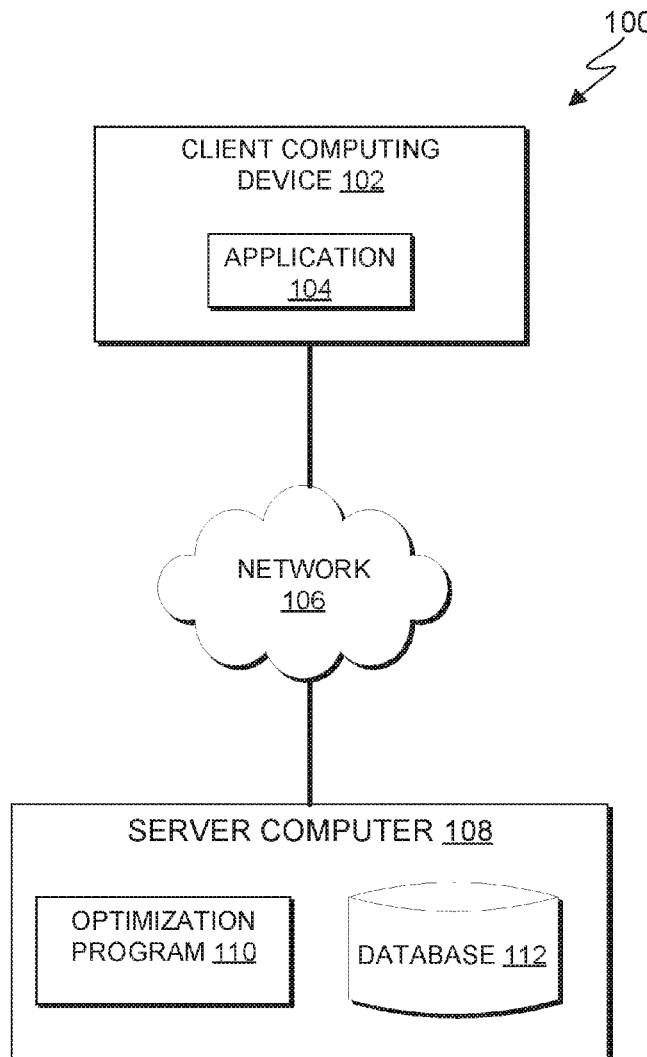 100
CLIENT COMPUTING
DEVICE 102
APPLICATION
104
NETWORK
106
SERVER COMPUTER 108
OPTIMIZATION
PROGRAM 110
DATABASE 112